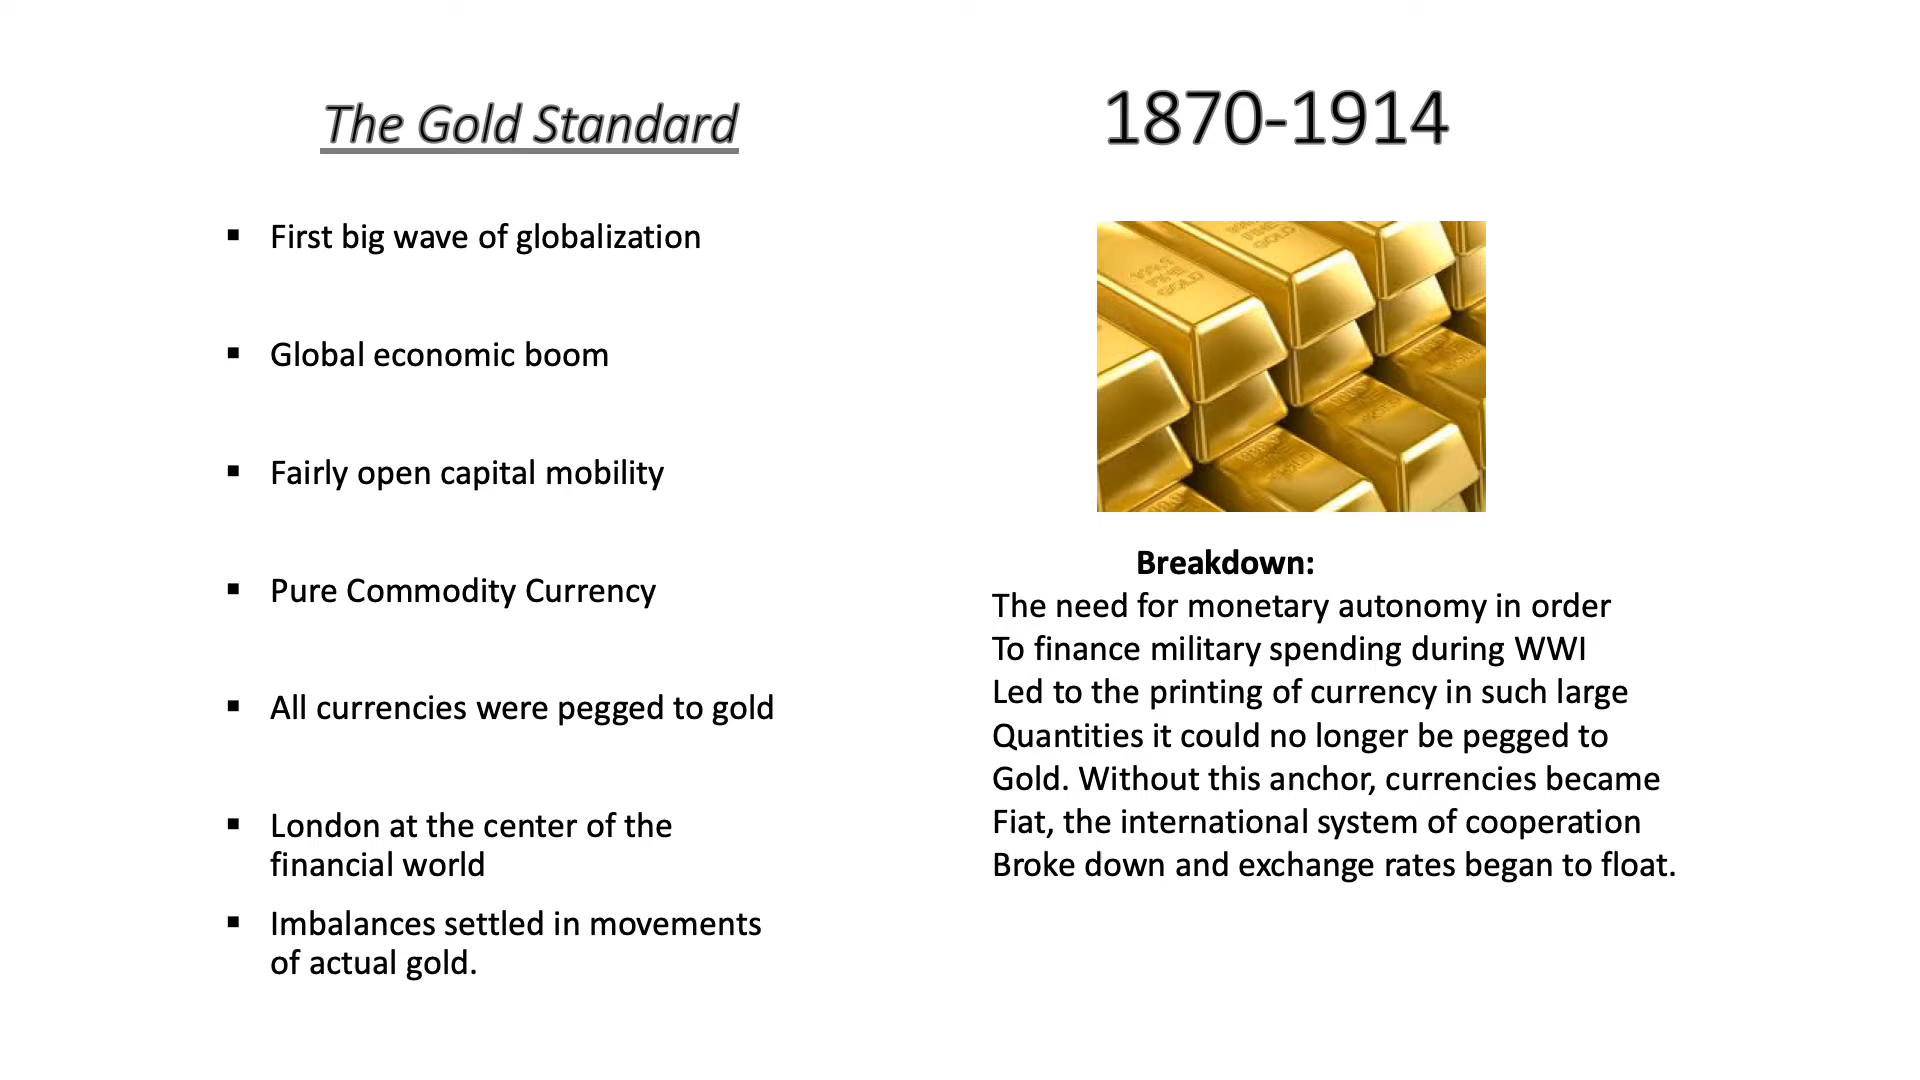 The Gold Standard
1870-1914
First big wave of globalization
Global economic boom
Fairly open capital mobility
Pure Commodity Currency
All currencies were pegged to gold
London at the center of the
financial world
Imbalances settled in movements
of actual gold.
FINE
GOLD
FINE
GOLD
Breakdown:
The need for monetary autonomy in order
To finance military spending during WWI
Led to the printing of currency in such large
Quantities it could no longer be pegged to
Gold. Without this anchor, currencies became
Fiat, the international system of cooperation
Broke down and exchange rates began to float.